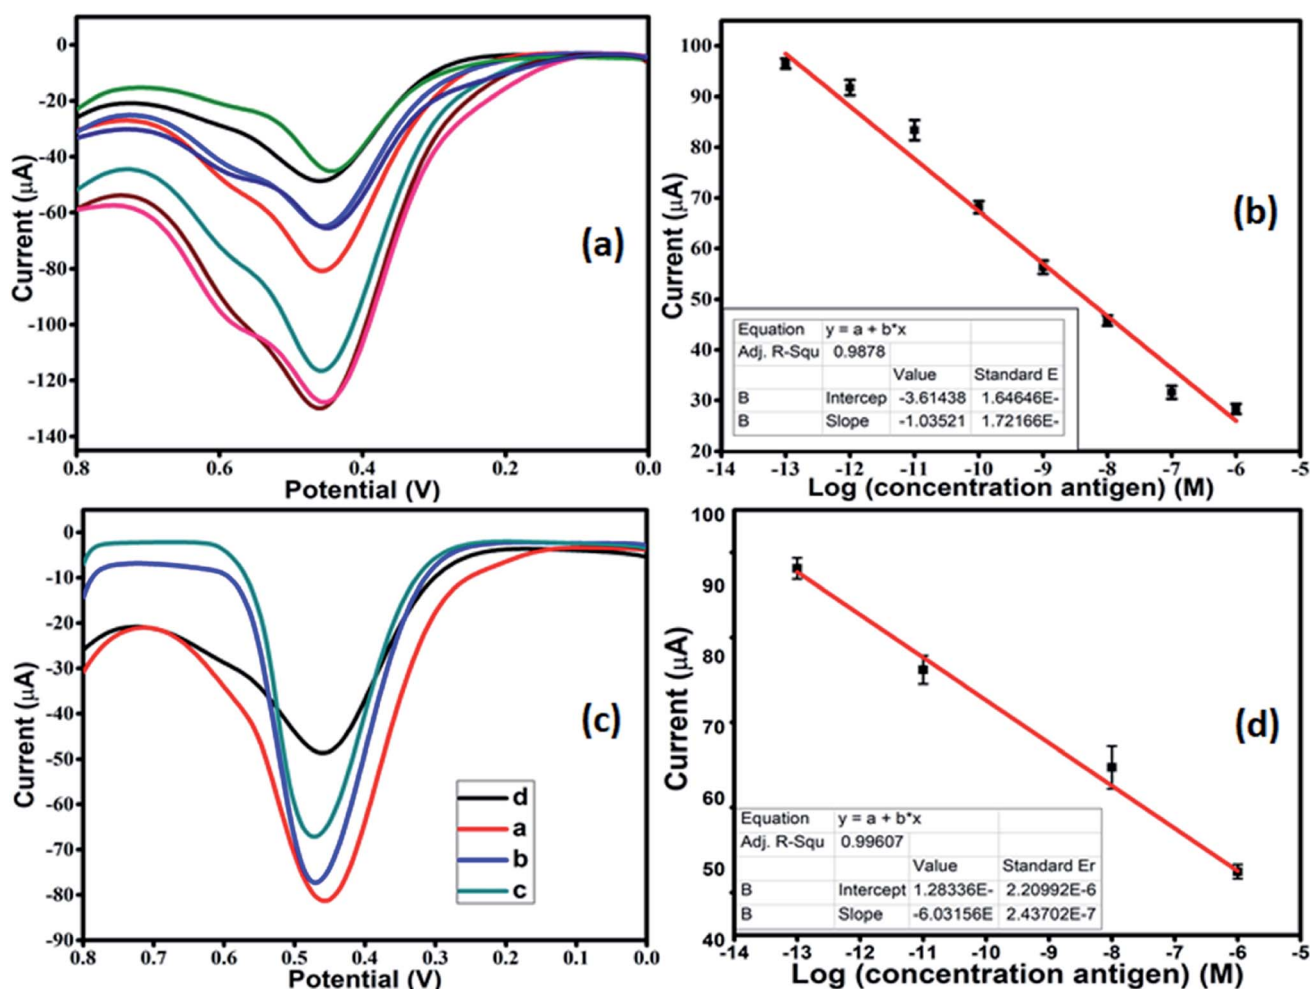 0
-20
-40
-60
-80
-100
-120
-140
Current (µA)
(a)
0.8 0.6 0.4 0.2 0.0
Potential (V)
100
90
80
70
60
50
40
30
20
Current (µA)
(b)
Equation y = a + b*x
Adj. R-Squ 0.9878
Value Standard E
B Intercep -3.61438 1.64646E-
B Slope -1.03521 1.72166E-
-14 -13 -12 -11 -10 -9 -8 -7 -6 -5
Log (concentration antigen) (M)
0
-10
-20
-30
-40
-50
-60
-70
-80
-90
Current (µA)
(c)
d
a
b
c
0.8 0.7 0.6 0.5 0.4 0.3 0.2 0.1 0.0
Potential (V)
100
90
80
70
60
50
40
Current (µA)
(d)
Equation y = a + b*x
Adj. R-Squ 0.99607
Value Standard Er
B Intercept 1.28336E- 2.20992E-6
B Slope -6.03156E 2.43702E-7
-14 -13 -12 -11 -10 -9 -8 -7 -6 -5
Log (concentration antigen) (M)